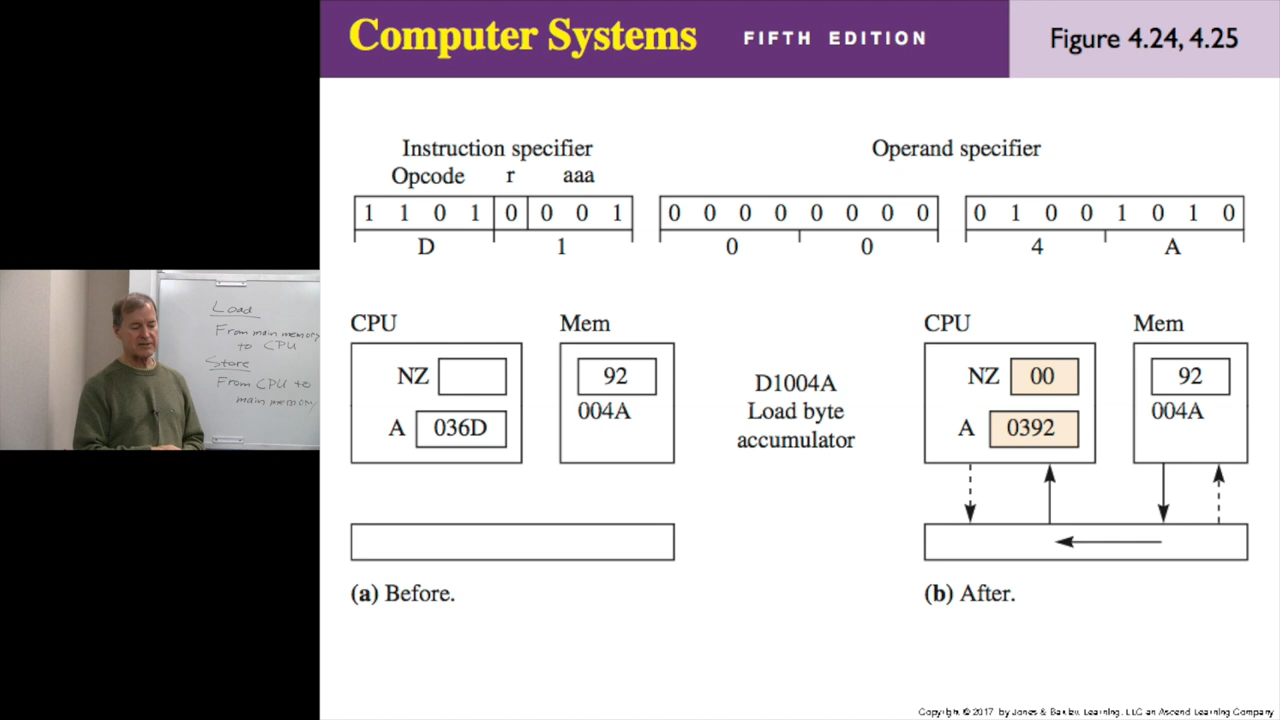 Computer Systems FIFTH EDITION Figure 4.24, 4.25
Instruction specifier Operand specifier
Opcode r aaa
1 1 0 1 0 0 0 1 0 0 0 0 0 0 0 0 0 1 0 0 1 0 1 0
D 1 0 0 4 A
Load
From main memory
to CPU
Store
From CPU to
main memory
CPU Mem
NZ 92
A 036D 004A
(a) Before.
D1004A
Load byte
accumulator
CPU Mem
NZ 00 92
A 0392 004A
(b) After.
Copyright © 2017 by Jones & Bartlett Learning, LLC an Ascend Learning Company